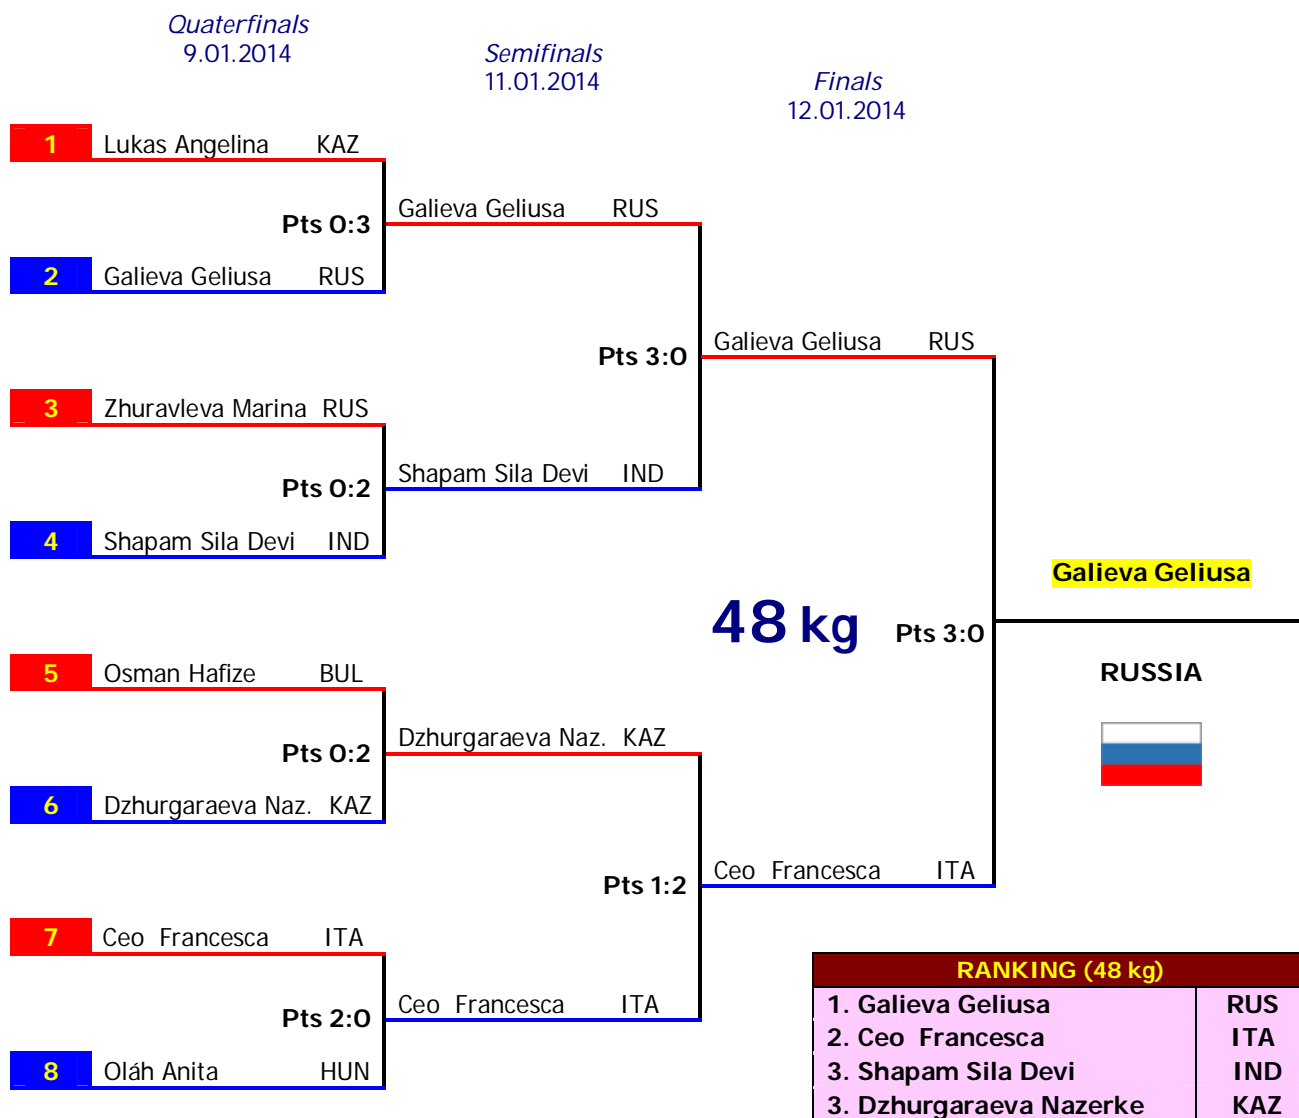 Quaterfinals
9.01.2014
Semifinals
11.01.2014
Finals
12.01.2014
1 Lukas Angelina KAZ
Pts 0:3
2 Galieva Geliusa RUS
Galieva Geliusa RUS
3 Zhuravleva Marina RUS
Pts 0:2
4 Shapam Sila Devi IND
Shapam Sila Devi IND
Pts 3:0
Galieva Geliusa RUS
5 Osman Hafize BUL
Pts 0:2
6 Dzhurgaraeva Naz. KAZ
Dzhurgaraeva Naz. KAZ
7 Ceo Francesca ITA
Pts 2:0
8 Oláh Anita HUN
Ceo Francesca ITA
Pts 1:2
Ceo Francesca ITA
48 kg
Pts 3:0
Galieva Geliusa
RUSSIA
RANKING (48 kg)
1. Galieva Geliusa RUS
2. Ceo Francesca ITA
3. Shapam Sila Devi IND
3. Dzhurgaraeva Nazerke KAZ